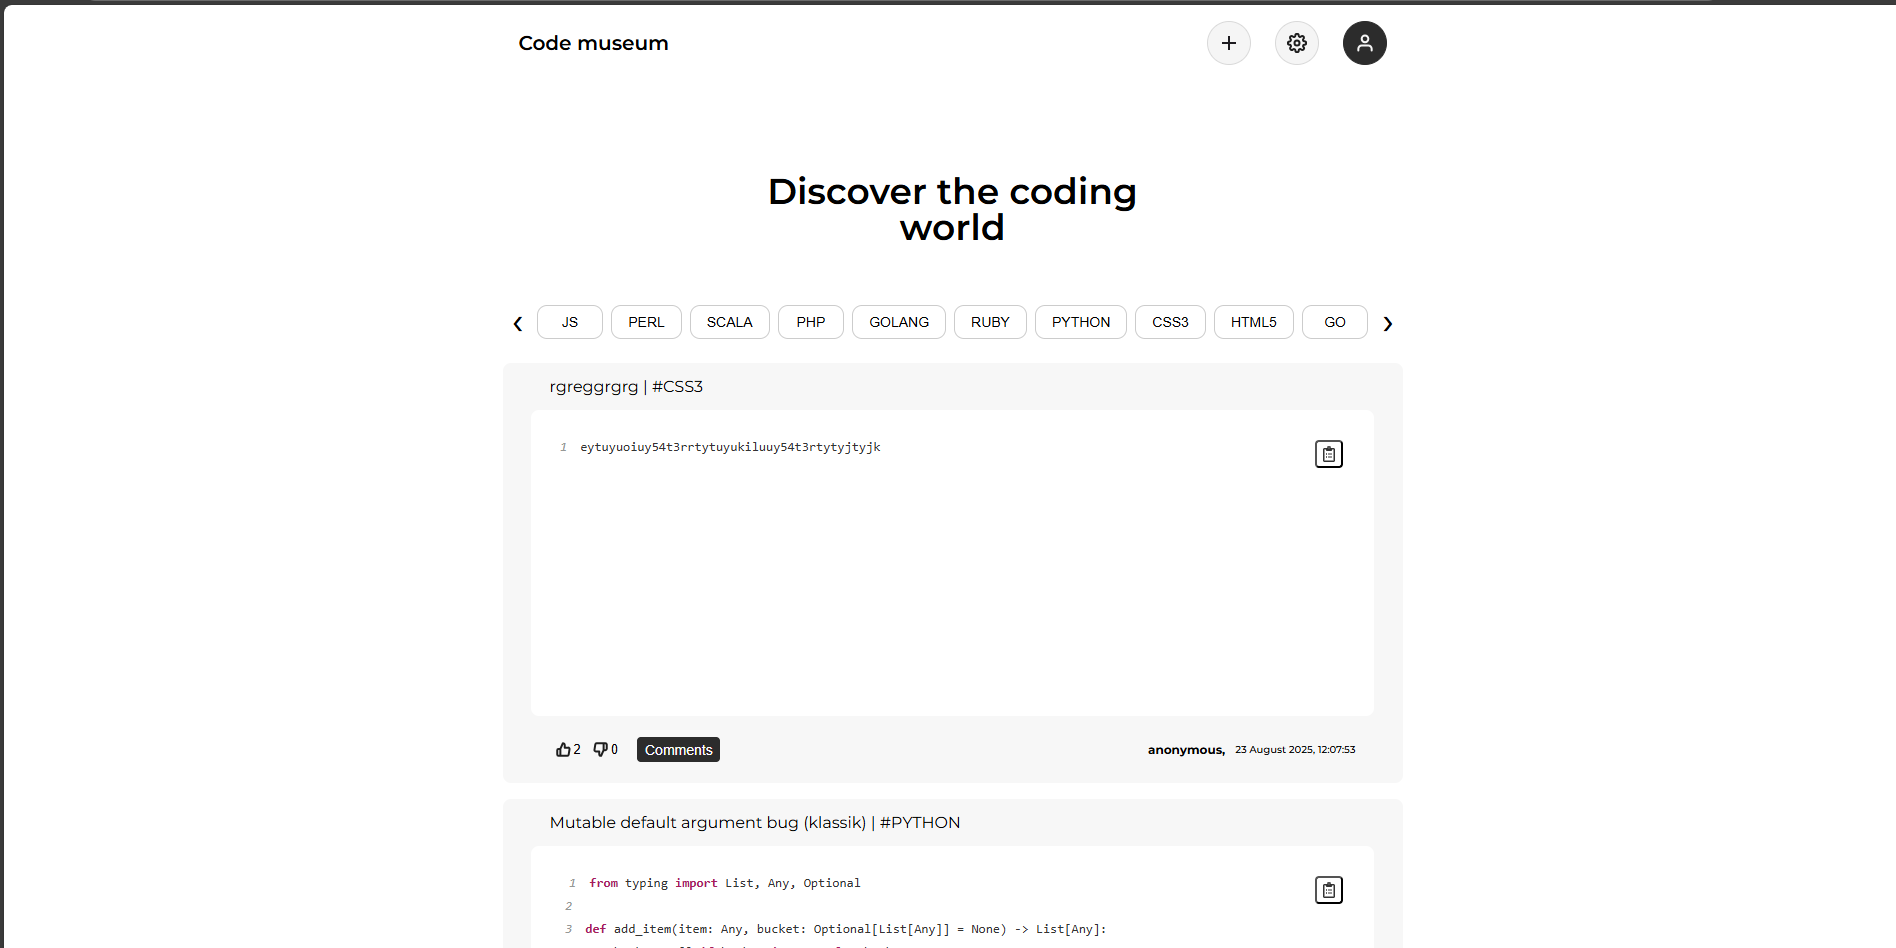 Code museum
Discover the coding
world
JS PERL SCALA PHP GOLANG RUBY PYTHON CSS3 HTML5 GO
rgreggrgrg | #CSS3
1 eytuyuoiuy54t3rrtytuyukiluuy54t3rtytyjtyjk
2 0 Comments anonymous, 23 August 2025, 12:07:53
Mutable default argument bug (klassik) | #PYTHON
1 from typing import List, Any, Optional
2
3 def add_item(item: Any, bucket: Optional[List[Any]] = None) -> List[Any]: